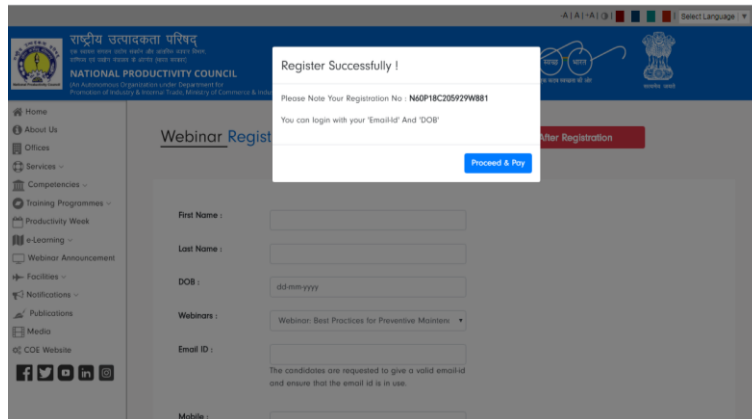 -A | A | +A |
Select Language ▼
राष्ट्रीय उत्पादकता परिषद
NATIONAL PRODUCTIVITY COUNCIL
(An Autonomous Organization under Department for
Promotion of Industry & Internal Trade, Ministry of Commerce & Indu
Register Successfully !
Please Note Your Registration No : N60P18C205929W881
You can login with your 'Email-Id' And 'DOB'
Proceed & Pay
Home
About Us
Offices
Services
Competencies
Training Programmes
Productivity Week
e-Learning
Webinar Announcement
Facilities
Notifications
Publications
Media
COE Website
Webinar Regist
After Registration
First Name :
Last Name :
DOB :
dd-mm-yyyy
Webinars :
Webinar: Best Practices for Preventive Maintenc
Email ID :
The candidates are requested to give a valid email-id
and ensure that the email id is in use.
Mobile :